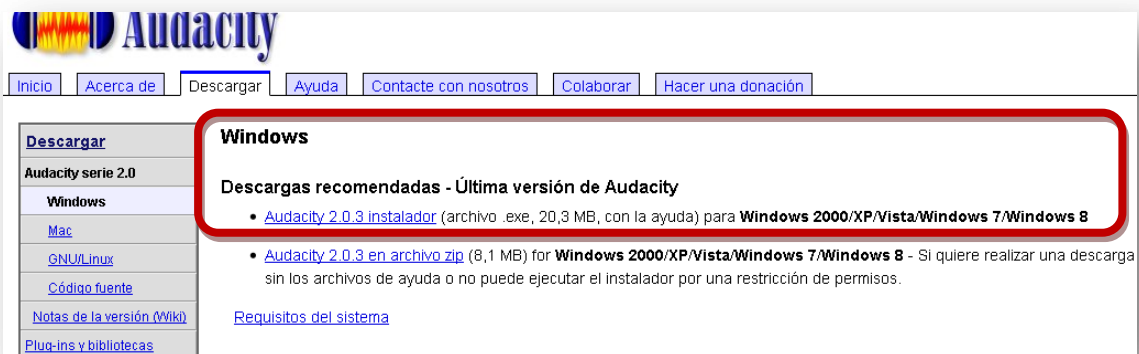 Audacity
Inicio
Acerca de
Descargar
Ayuda
Contacte con nosotros
Colaborar
Hacer una donación
Descargar
Audacity serie 2.0
Windows
Mac
GNU/Linux
Código fuente
Notas de la versión (Wiki)
Plug-ins y bibliotecas
Windows
Descargas recomendadas - Última versión de Audacity
• Audacity 2.0.3 instalador (archivo .exe, 20,3 MB, con la ayuda) para Windows 2000/XP/Vista/Windows 7/Windows 8
• Audacity 2.0.3 en archivo zip (8,1 MB) for Windows 2000/XP/Vista/Windows 7/Windows 8 - Si quiere realizar una descarga
sin los archivos de ayuda o no puede ejecutar el instalador por una restricción de permisos.
Requisitos del sistema